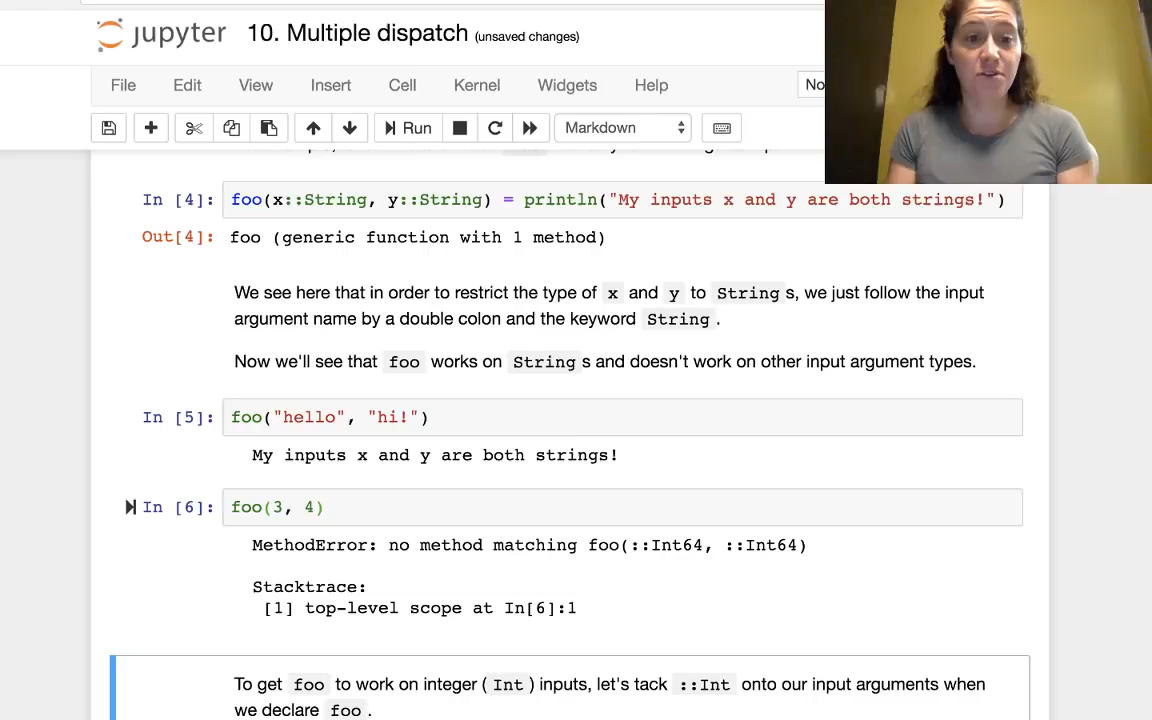 jupyter 10. Multiple dispatch (unsaved changes)
File Edit View Insert Cell Kernel Widgets Help No
Run Markdown
In [4]: foo(x::String, y::String) = println("My inputs x and y are both strings!")
Out[4]: foo (generic function with 1 method)
We see here that in order to restrict the type of x and y to String s, we just follow the input
argument name by a double colon and the keyword String .
Now we'll see that foo works on String s and doesn't work on other input argument types.
In [5]: foo("hello", "hi!")
My inputs x and y are both strings!
In [6]: foo(3, 4)
MethodError: no method matching foo(::Int64, ::Int64)
Stacktrace:
[1] top-level scope at In[6]:1
To get foo to work on integer ( Int ) inputs, let's tack ::Int onto our input arguments when
we declare foo .